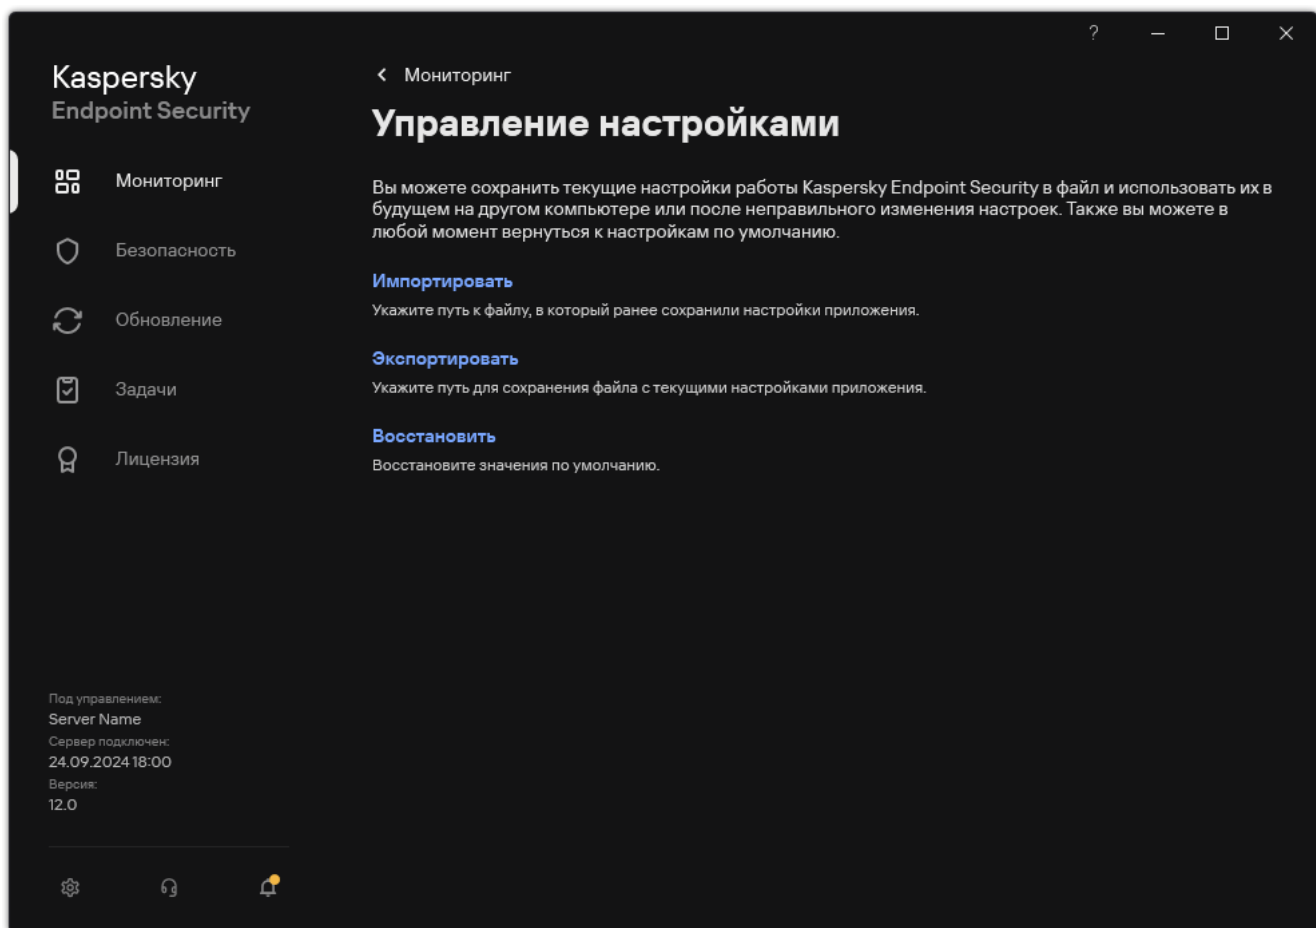 ?
Kaspersky
Endpoint Security
Мониторинг
Безопасность
Обновление
Задачи
Лицензия
Под управлением:
Server Name
Сервер подключен:
24.09.2024 18:00
Версия:
12.0
Мониторинг
Управление настройками
Вы можете сохранить текущие настройки работы Kaspersky Endpoint Security в файл и использовать их в
будущем на другом компьютере или после неправильного изменения настроек. Также вы можете в
любой момент вернуться к настройкам по умолчанию.
Импортировать
Укажите путь к файлу, в который ранее сохранили настройки приложения.
Экспортировать
Укажите путь для сохранения файла с текущими настройками приложения.
Восстановить
Восстановите значения по умолчанию.